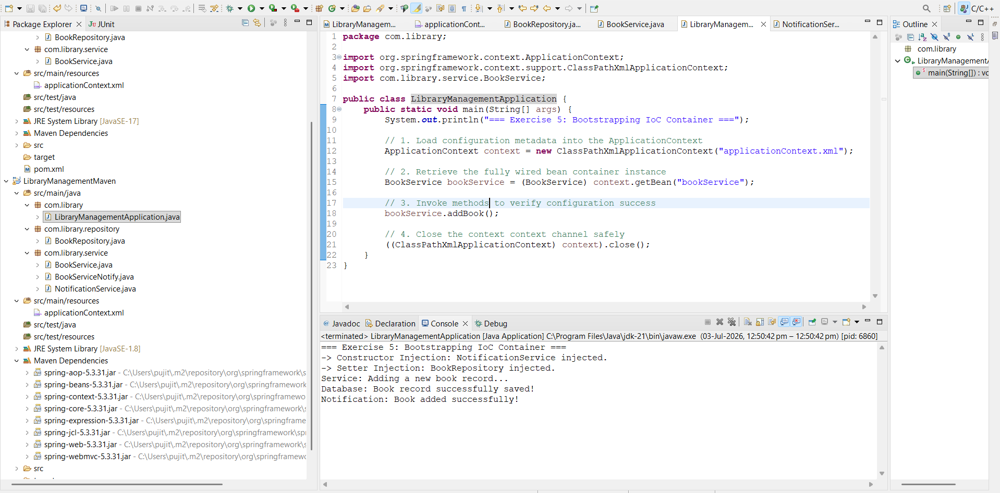 C/C++
Package Explorer
JUnit
BookRepository.java
com.library.service
BookService.java
src/main/resources
applicationContext.xml
src/test/java
src/test/resources
JRE System Library [JavaSE-17]
Maven Dependencies
src
target
pom.xml
LibraryManagementMaven
src/main/java
com.library
LibraryManagementApplication.java
com.library.repository
BookRepository.java
com.library.service
BookService.java
BookServiceNotify.java
NotificationService.java
src/main/resources
applicationContext.xml
src/test/java
src/test/resources
JRE System Library [JavaSE-1.8]
Maven Dependencies
spring-aop-5.3.31.jar - C:\Users\pujit\.m2\repository\org\springframework\s
spring-beans-5.3.31.jar - C:\Users\pujit\.m2\repository\org\springframework
spring-context-5.3.31.jar - C:\Users\pujit\.m2\repository\org\springframewo
spring-core-5.3.31.jar - C:\Users\pujit\.m2\repository\org\springframework\s
spring-expression-5.3.31.jar - C:\Users\pujit\.m2\repository\org\springframe
spring-jcl-5.3.31.jar - C:\Users\pujit\.m2\repository\org\springframework\sp
spring-web-5.3.31.jar - C:\Users\pujit\.m2\repository\org\springframework\s
spring-webmvc-5.3.31.jar - C:\Users\pujit\.m2\repository\org\springframewo
src
LibraryManagem...
applicationCont...
BookRepository.ja...
BookService.java
LibraryManagem...
NotificationSer...
1 package com.library;
2
3 import org.springframework.context.ApplicationContext;
4 import org.springframework.context.support.ClassPathXmlApplicationContext;
5 import com.library.service.BookService;
6
7 public class LibraryManagementApplication {
8 public static void main(String[] args) {
9 System.out.println("=== Exercise 5: Bootstrapping IoC Container ===");
10
11 // 1. Load configuration metadata into the ApplicationContext
12 ApplicationContext context = new ClassPathXmlApplicationContext("applicationContext.xml");
13
14 // 2. Retrieve the fully wired bean container instance
15 BookService bookService = (BookService) context.getBean("bookService");
16
17 // 3. Invoke methods to verify configuration success
18 bookService.addBook();
19
20 // 4. Close the context context channel safely
21 ((ClassPathXmlApplicationContext) context).close();
22 }
23 }
Javadoc
Declaration
Console
Debug
<terminated> LibraryManagementApplication [Java Application] C:\Program Files\Java\jdk-21\bin\javaw.exe (03-Jul-2026, 12:50:42 pm – 12:50:42 pm) [pid: 6860]
=== Exercise 5: Bootstrapping IoC Container ===
-> Constructor Injection: NotificationService injected.
-> Setter Injection: BookRepository injected.
Service: Adding a new book record...
Database: Book record successfully saved!
Notification: Book added successfully!
Outline
com.library
LibraryManagementA
main(String[]) : vc